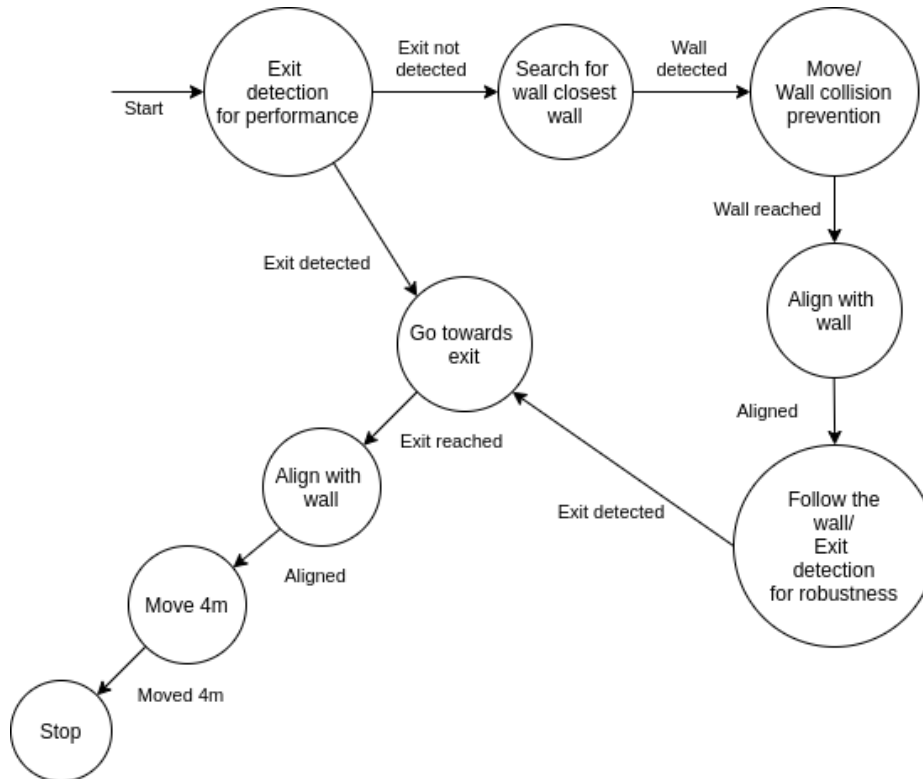 Start
Exit
detection
for performance
Exit not
detected
Search for
wall closest
wall
Wall
detected
Move/
Wall collision
prevention
Wall reached
Align with
wall
Aligned
Follow the
wall/
Exit
detection
for robustness
Exit detected
Exit detected
Go towards
exit
Exit reached
Align with
wall
Aligned
Move 4m
Moved 4m
Stop